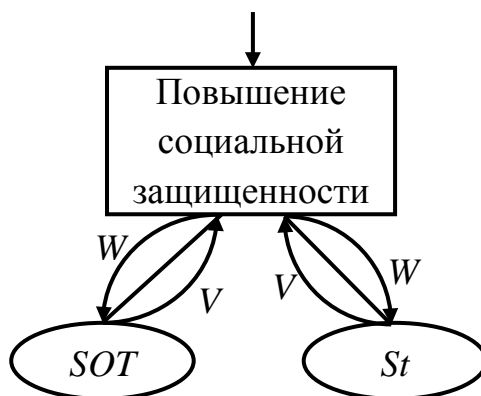 Повышение
социальной
защищенности
W
V
V
W
SOT
St